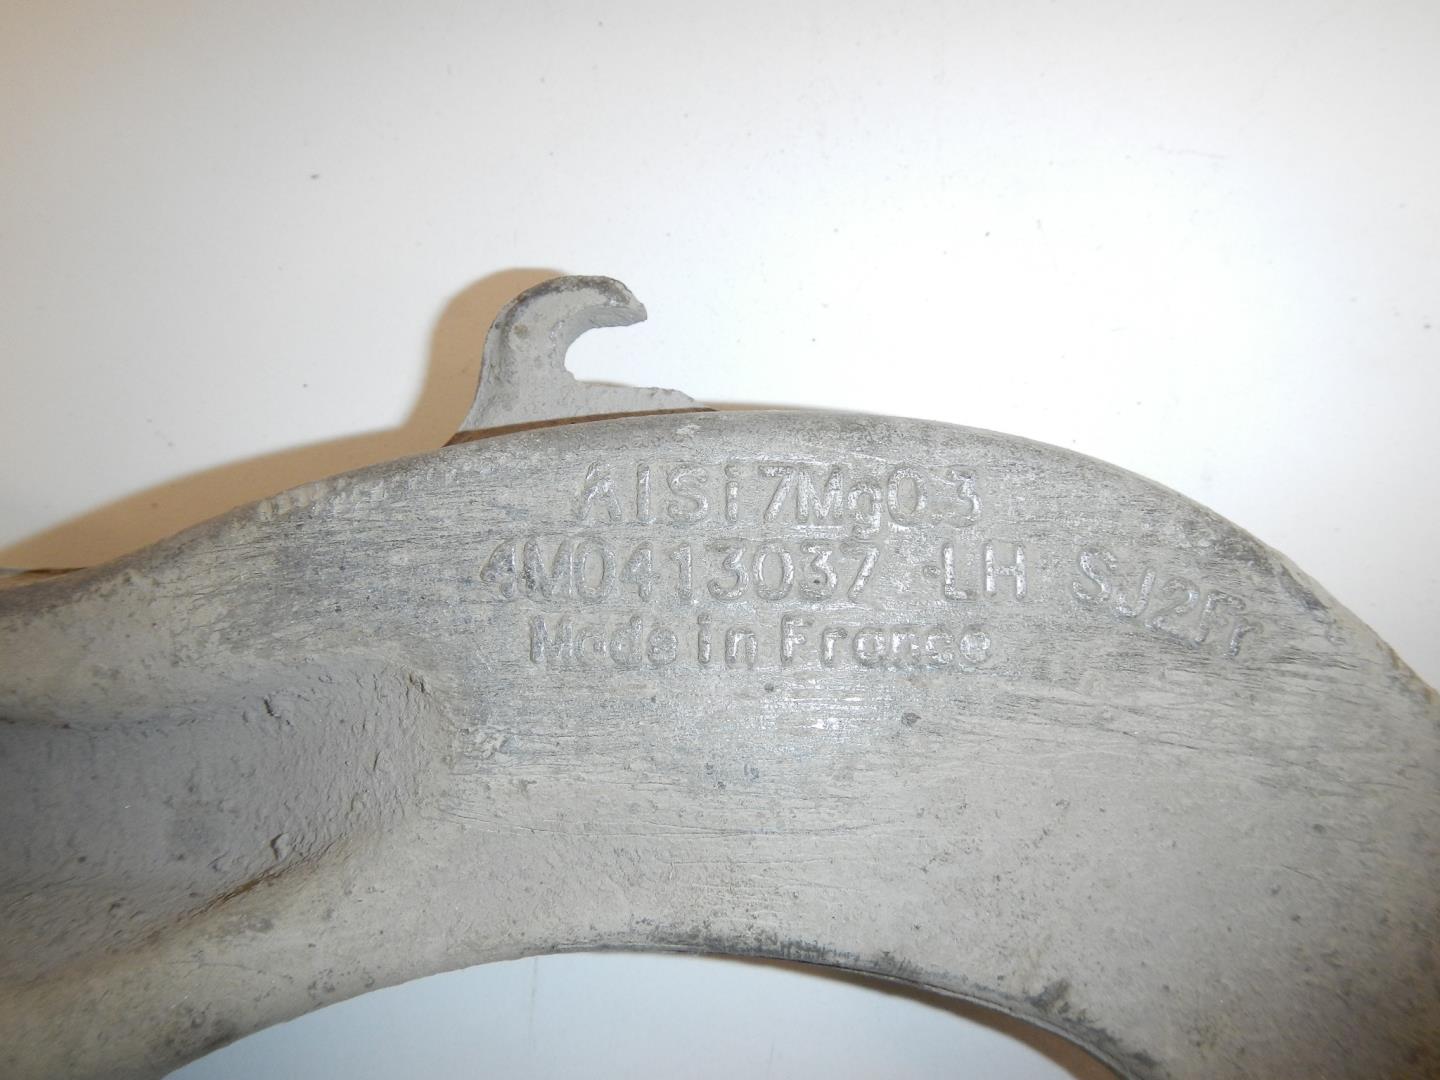 AlSi7Mg0.3
4M0413037 LH SJ2Fr
Made in France